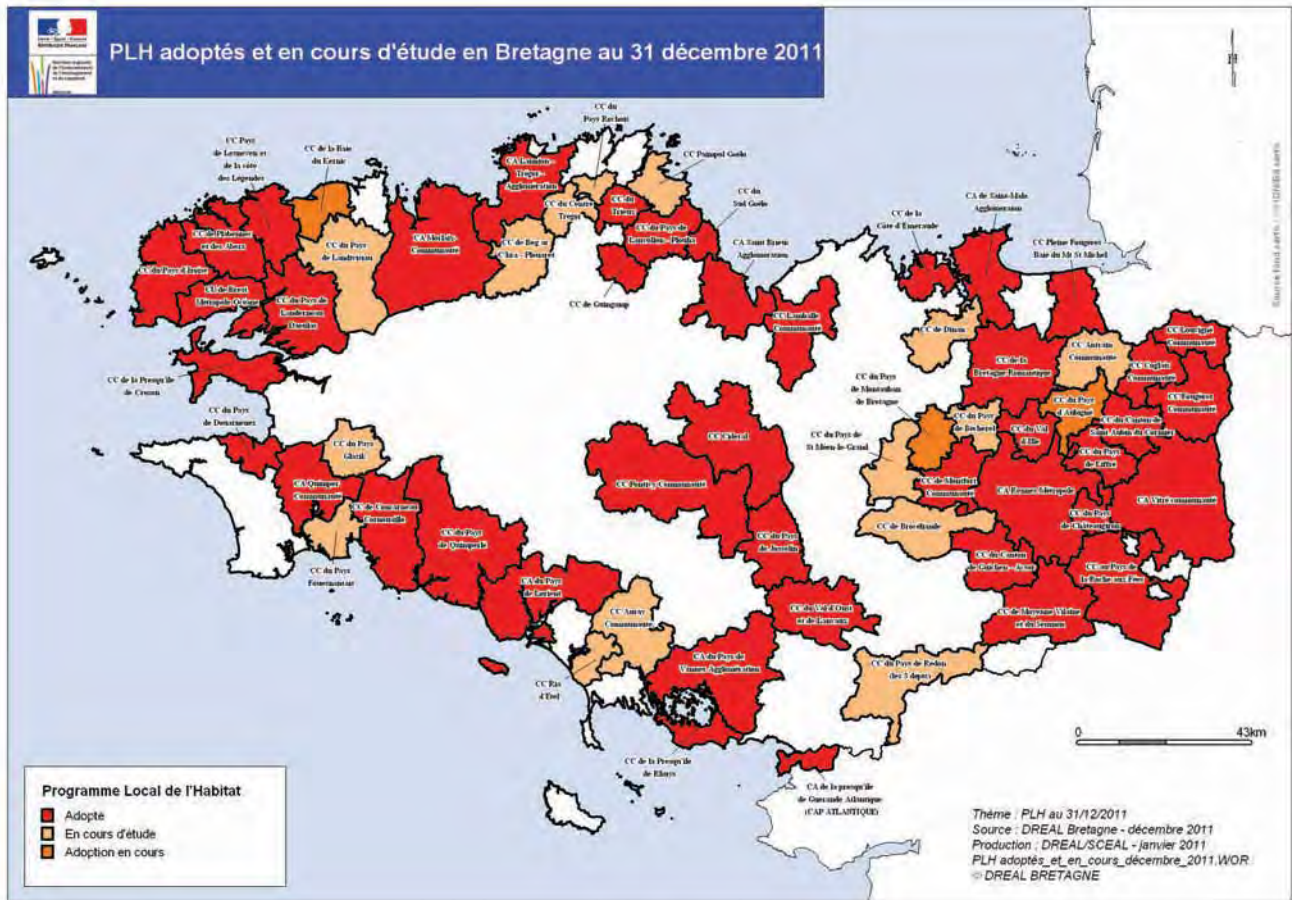 PLH adoptés et en cours d'étude en Bretagne au 31 décembre 2011
RÉPUBLIQUE FRANÇAISE
CC du
Pays Rochois
CC Pays
de Lesneven et
de la côte
des Légendes
CC de la Baie
du Kernic
CA Lannion -
Trégor -
Agglomération
CC Paimpol Goëlo
CC du
Sud Goëlo
CC du Centre
Trégor
CC du
Trieux
CC de Plabennec
et des Abers
CC du Pays
de Landivisiau
CA Morlaix-
Communauté
CC de Beg ar
C'hra - Plouaret
CC du Pays de
Lanvollon - Plouha
CA Saint Brieuc
Agglomération
CC de la
Côte d'Emeraude
CA de Saint-Malo
Agglomération
CC Pleine Fougères
Baie du Mt St Michel
CC du Pays d'Iroise
CU de Brest
Métropole Océane
CC du Pays de
Landerneau
Daoulas
CC de Guingamp
CC Lamballe
Communauté
CC de Dinan
CC de la
Bretagne Romantique
CC Antrain
Communauté
CC Louvigné
Communauté
CC Coglais
Communauté
CC Fougères
Communauté
CC de la Presqu'île
de Crozon
CC du Pays
de Douarnenez
CC du Pays
de Montauban
de Bretagne
CC du Pays
de Bécherel
CC du Val
d'Ille
CC du Pays
d'Aubigné
CC du Canton de
Saint Aubin du Cormier
CC du Pays
de Liffré
CC du Pays
Glazik
CC Cideral
CC du Pays de
St Méen-le-Grand
CA Quimper
Communauté
CC de Concarneau
Cornouaille
CC Pontivy Communauté
CC de Montfort
Communauté
CA Rennes Métropole
CA Vitré communauté
CC du Pays
de Châteaugiron
CC du Pays
de Quimperlé
CC du Pays
de Josselin
CC de Brocéliande
CC du Canton
de Guichen - Acsor
CC au Pays de
la Roche aux Fées
CC du Pays
Fouesnantais
CA du Pays
de Lorient
CC Auray
Communauté
CC du Val d'Oust
et de Lanvaux
CC de Moyenne Vilaine
et du Semnon
CC Ria
d'Etel
CA du Pays de
Vannes Agglomération
CC du Pays de Redon
(les 3 dépts)
CC de la Presqu'île
de Rhuys
CA de la presqu'île
de Guérande Atlantique
(CAP ATLANTIQUE)
0 43km
Programme Local de l'Habitat
Adopté
En cours d'étude
Adoption en cours
Thème : PLH au 31/12/2011
Source : DREAL Bretagne - décembre 2011
Production : DREAL/SCEAL - janvier 2011
PLH adoptés_et_en_cours_décembre_2011.WOR
© DREAL BRETAGNE